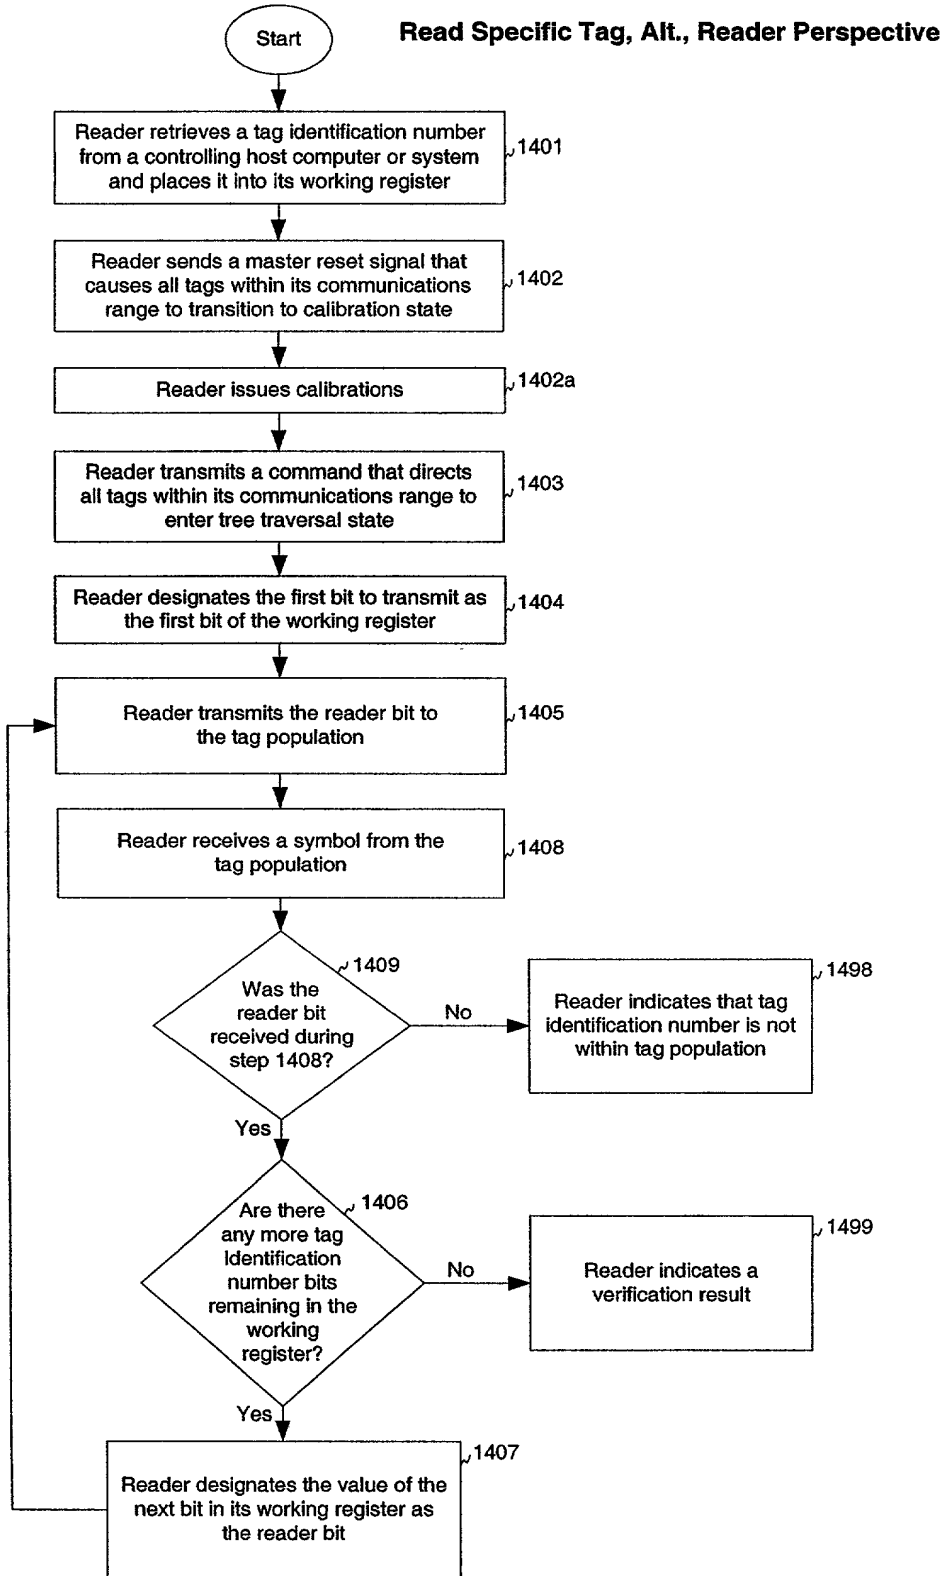 Start
Read Specific Tag, Alt., Reader Perspective
Reader retrieves a tag identification number
from a controlling host computer or system
and places it into its working register
1401
Reader sends a master reset signal that
causes all tags within its communications
range to transition to calibration state
1402
Reader issues calibrations
1402a
Reader transmits a command that directs
all tags within its communications range to
enter tree traversal state
1403
Reader designates the first bit to transmit as
the first bit of the working register
1404
Reader transmits the reader bit to
the tag population
1405
Reader receives a symbol from the
tag population
1408
Was the
reader bit
received during
step 1408?
1409
No
Reader indicates that tag
identification number is not
within tag population
1498
Yes
Are there
any more tag
Identification
number bits
remaining in the
working
register?
1406
No
Reader indicates a
verification result
1499
Yes
Reader designates the value of the
next bit in its working register as
the reader bit
1407